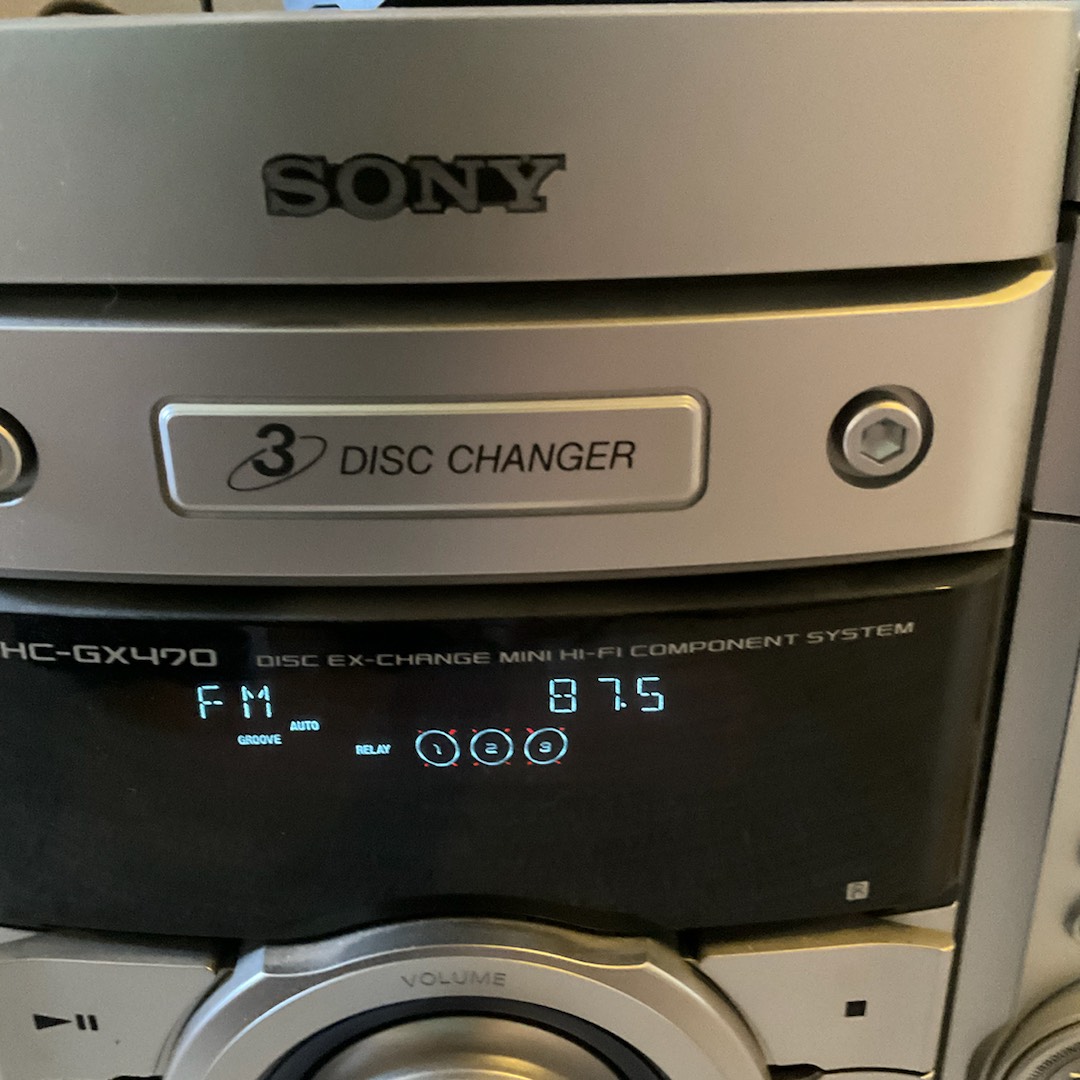 SONY
3 DISC CHANGER
HC-GX470 DISC EX-CHANGE MINI HI-FI COMPONENT SYSTEM
FM 87.5
AUTO
GROOVE RELAY 1 2 3
R
VOLUME